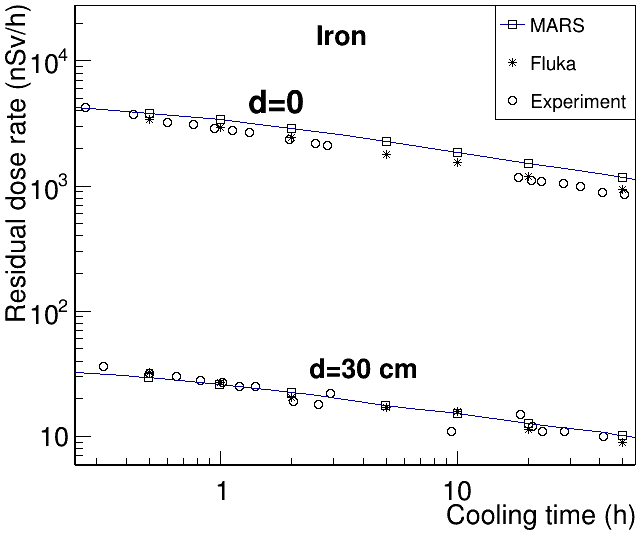 Iron
MARS
Fluka
Experiment
d=0
d=30 cm
Residual dose rate (nSv/h)
10⁴
10³
10²
10
1
10
Cooling time (h)